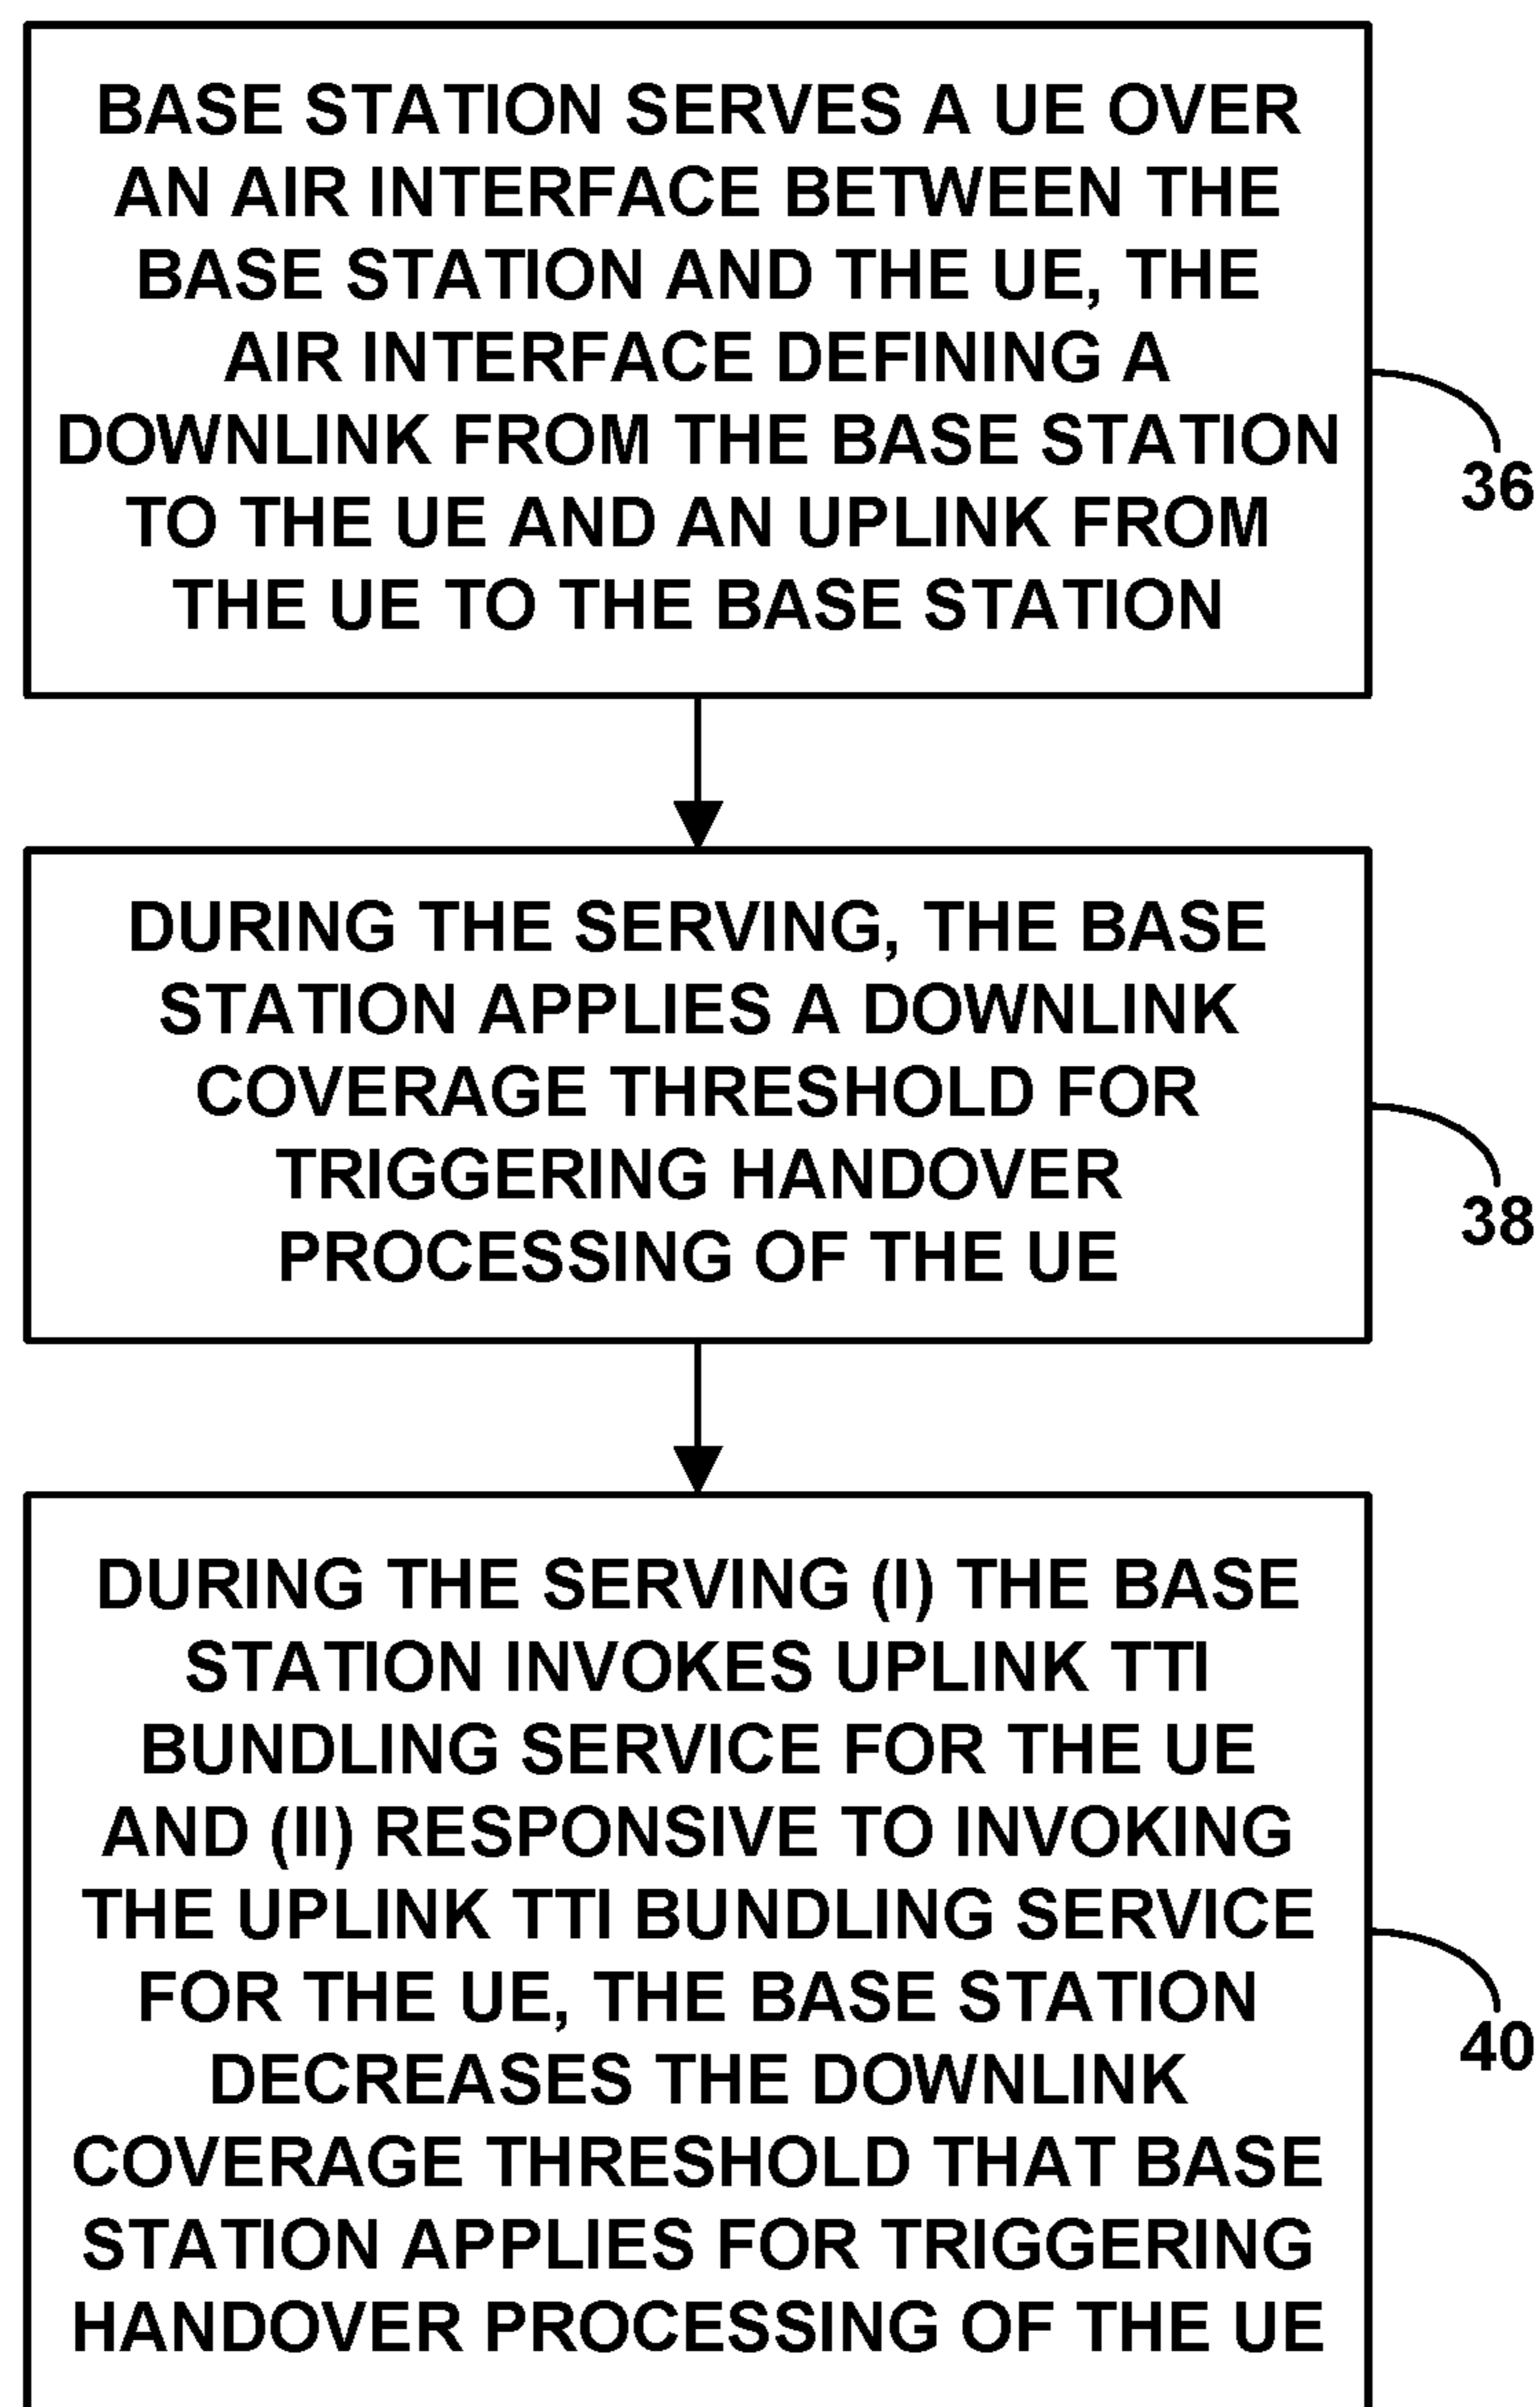 BASE STATION SERVES A UE OVER
AN AIR INTERFACE BETWEEN THE
BASE STATION AND THE UE, THE
AIR INTERFACE DEFINING A
DOWNLINK FROM THE BASE STATION
TO THE UE AND AN UPLINK FROM
THE UE TO THE BASE STATION
36
DURING THE SERVING, THE BASE
STATION APPLIES A DOWNLINK
COVERAGE THRESHOLD FOR
TRIGGERING HANDOVER
PROCESSING OF THE UE
38
DURING THE SERVING (I) THE BASE
STATION INVOKES UPLINK TTI
BUNDLING SERVICE FOR THE UE
AND (II) RESPONSIVE TO INVOKING
THE UPLINK TTI BUNDLING SERVICE
FOR THE UE, THE BASE STATION
DECREASES THE DOWNLINK
COVERAGE THRESHOLD THAT BASE
STATION APPLIES FOR TRIGGERING
HANDOVER PROCESSING OF THE UE
40